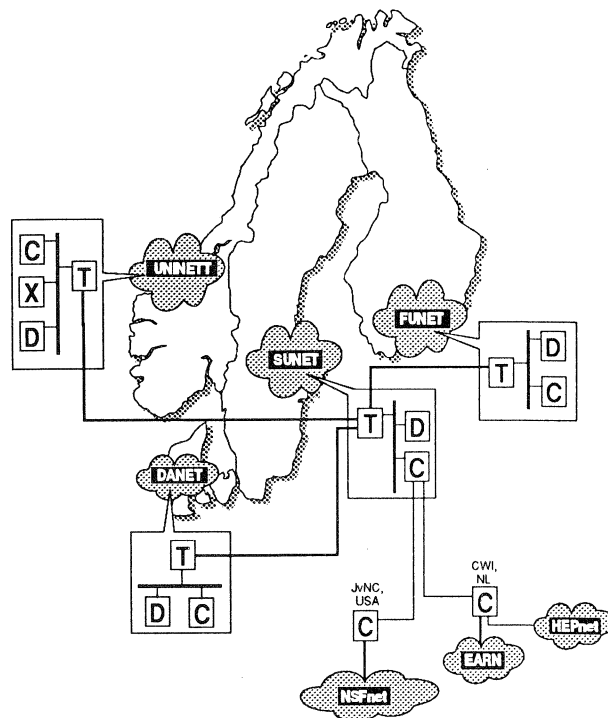 C
X
D
T
UNINETT
FUNET
T
D
C
SUNET
T
D
C
DANET
T
D
C
JvNC,
USA
C
NSFnet
CWI,
NL
C
EARN
HEPnet